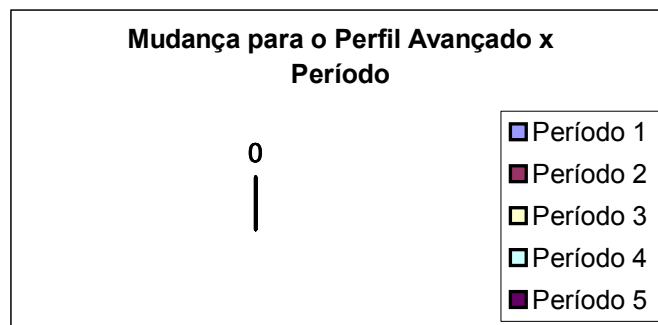 Mudança para o Perfil Avançado x
Período
0
Período 1
Período 2
Período 3
Período 4
Período 5